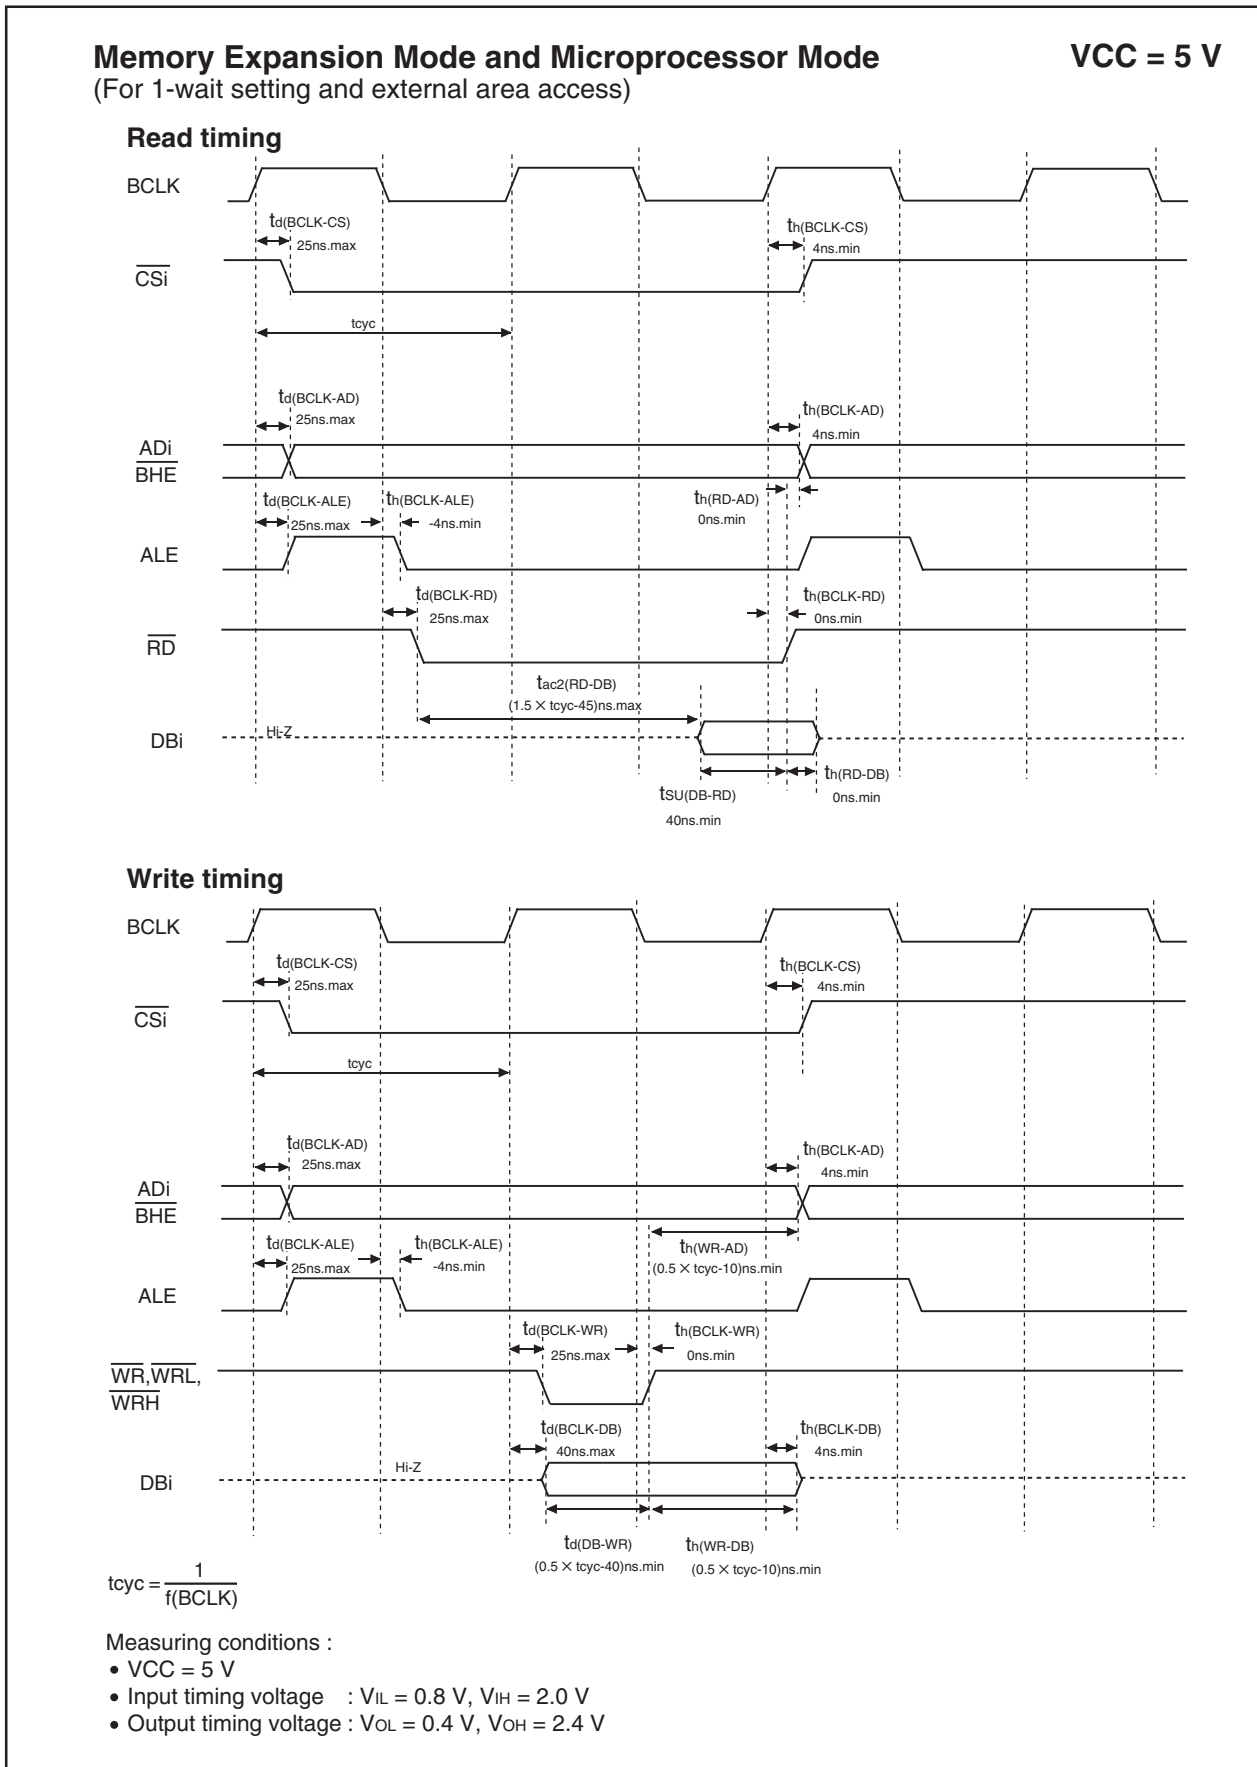 Memory Expansion Mode and Microprocessor Mode
VCC = 5 V
(For 1-wait setting and external area access)
Read timing
BCLK
td(BCLK-CS)
25ns.max
th(BCLK-CS)
4ns.min
CSi
tcyc
td(BCLK-AD)
25ns.max
th(BCLK-AD)
4ns.min
ADi
BHE
td(BCLK-ALE)
25ns.max
th(BCLK-ALE)
-4ns.min
th(RD-AD)
0ns.min
ALE
td(BCLK-RD)
25ns.max
th(BCLK-RD)
0ns.min
RD
tac2(RD-DB)
(1.5 × tcyc-45)ns.max
Hi-Z
DBi
tSU(DB-RD)
40ns.min
th(RD-DB)
0ns.min
Write timing
BCLK
td(BCLK-CS)
25ns.max
th(BCLK-CS)
4ns.min
CSi
tcyc
td(BCLK-AD)
25ns.max
th(BCLK-AD)
4ns.min
ADi
BHE
td(BCLK-ALE)
25ns.max
th(BCLK-ALE)
-4ns.min
th(WR-AD)
(0.5 × tcyc-10)ns.min
ALE
td(BCLK-WR)
25ns.max
th(BCLK-WR)
0ns.min
WR,WRL,
WRH
td(BCLK-DB)
40ns.max
th(BCLK-DB)
4ns.min
Hi-Z
DBi
td(DB-WR)
(0.5 × tcyc-40)ns.min
th(WR-DB)
(0.5 × tcyc-10)ns.min
tcyc = 1
f(BCLK)
Measuring conditions :
• VCC = 5 V
• Input timing voltage : VIL = 0.8 V, VIH = 2.0 V
• Output timing voltage : VOL = 0.4 V, VOH = 2.4 V